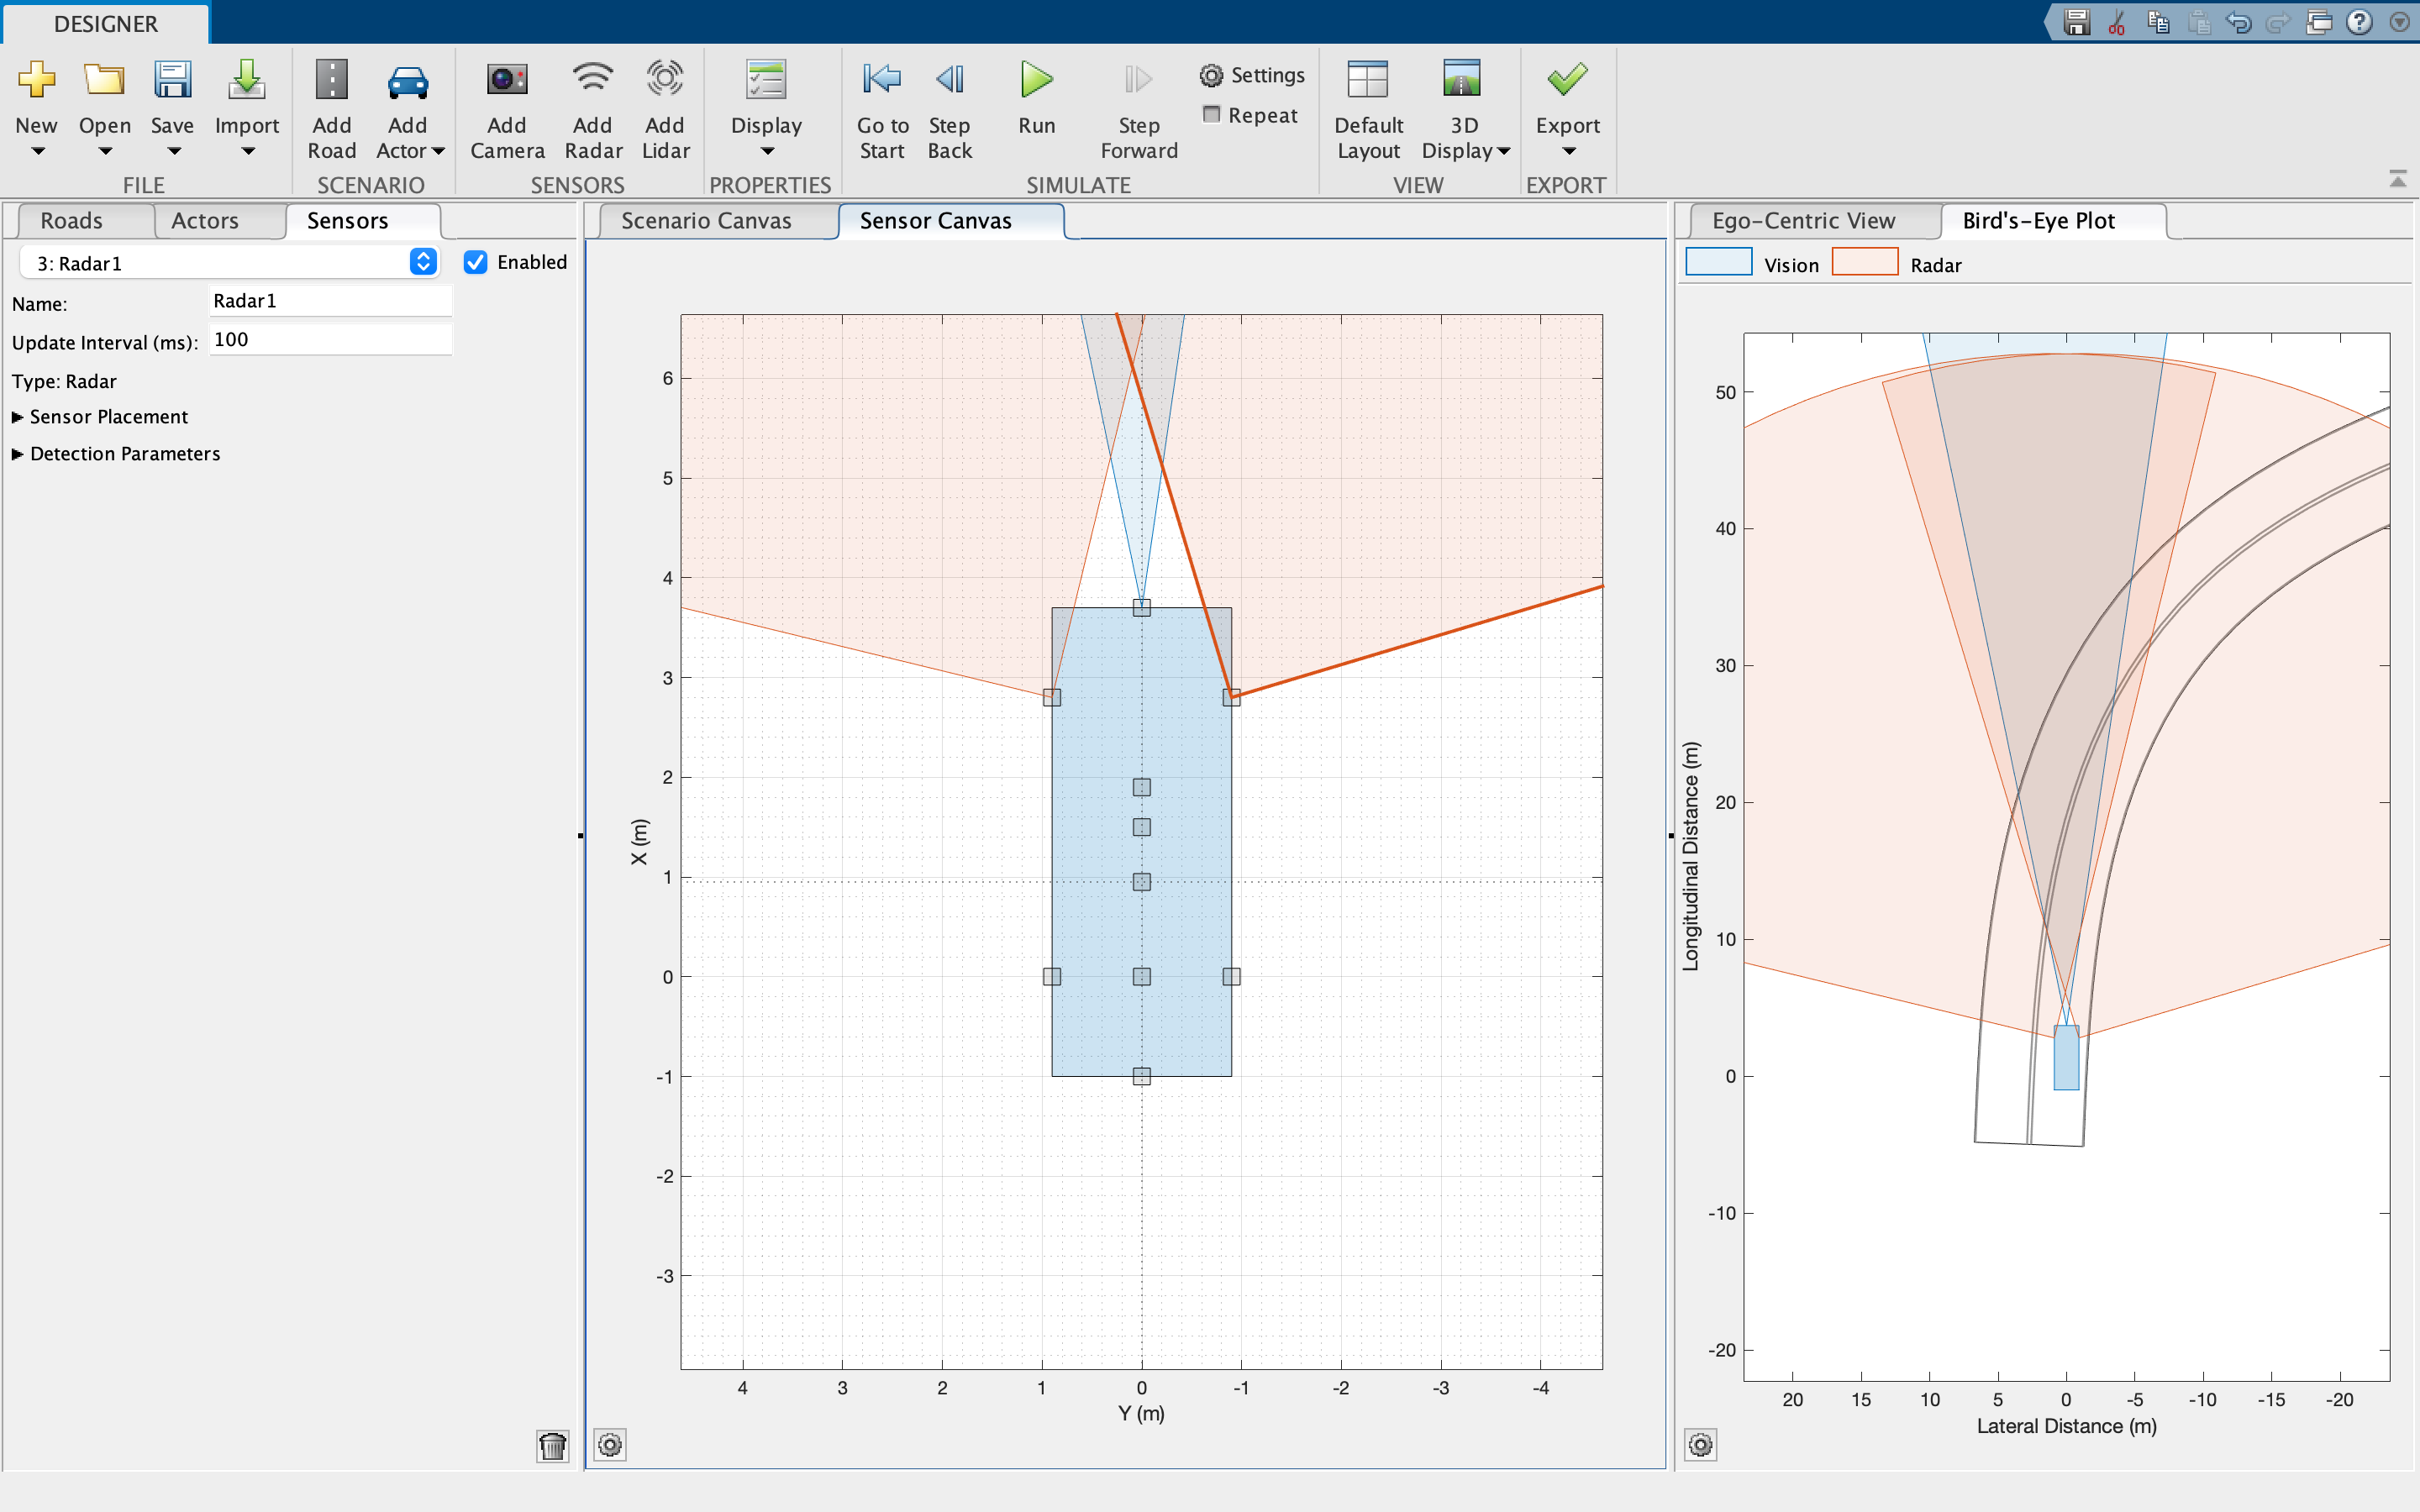 DESIGNER
New
Open
Save
Import
Add Road
Add Actor
Add Camera
Add Radar
Add Lidar
Display
Go to Start
Step Back
Run
Step Forward
Settings
Repeat
Default Layout
3D Display
Export
FILE
SCENARIO
SENSORS
PROPERTIES
SIMULATE
VIEW
EXPORT
Roads
Actors
Sensors
3: Radar1
Enabled
Name:
Radar1
Update Interval (ms):
100
Type: Radar
Sensor Placement
Detection Parameters
Scenario Canvas
Sensor Canvas
6
5
4
3
2
1
0
-1
-2
-3
X (m)
4 3 2 1 0 -1 -2 -3 -4
Y (m)
Ego-Centric View
Bird's-Eye Plot
Vision
Radar
50
40
30
20
10
0
-10
-20
Longitudinal Distance (m)
20 15 10 5 0 -5 -10 -15 -20
Lateral Distance (m)